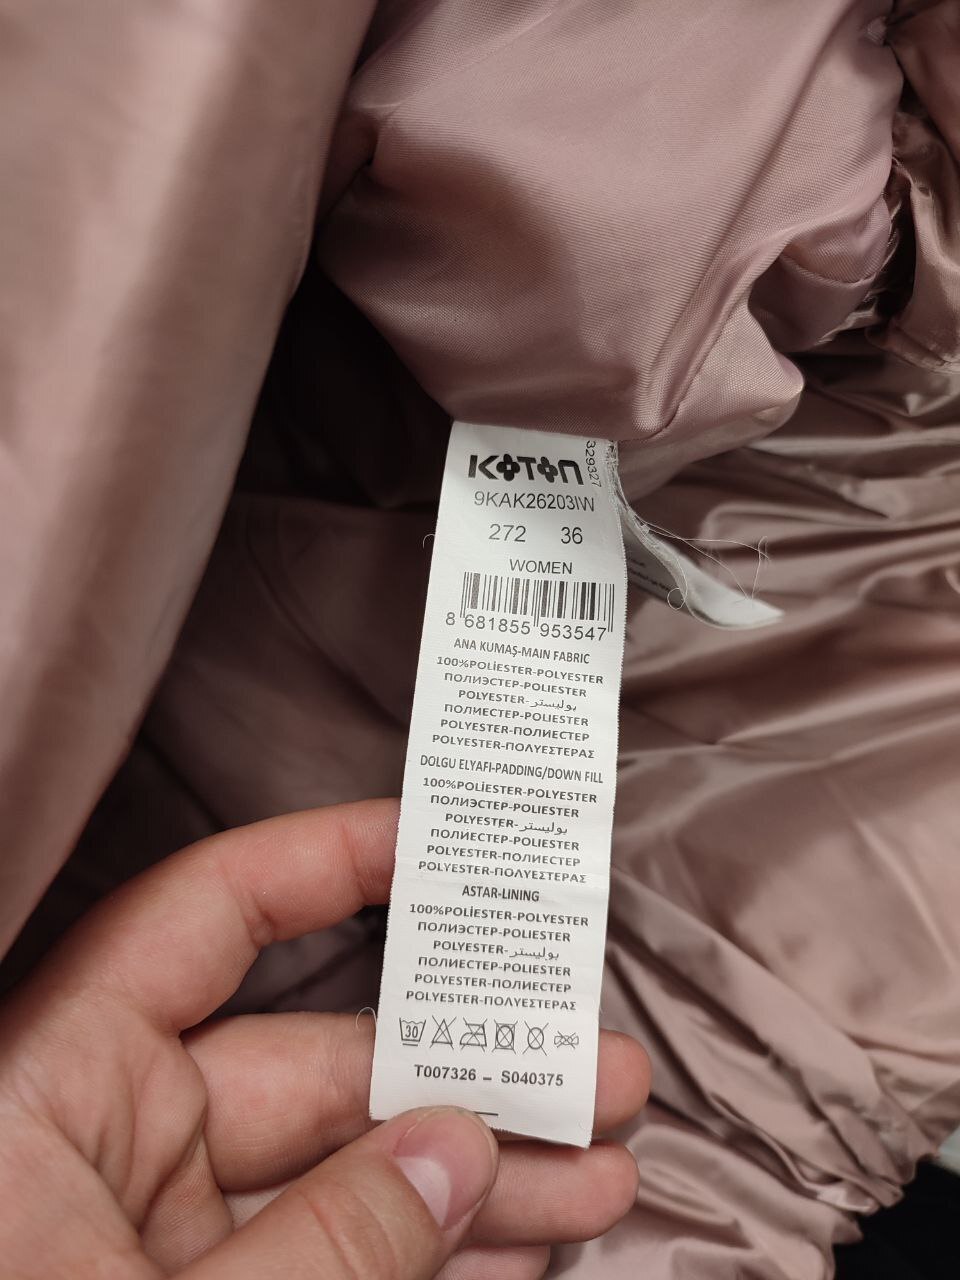 KOTON
329327
9KAK26203IW
272 36
WOMEN
8 681855 953547
ANA KUMAŞ-MAIN FABRIC
100%POLİESTER-POLYESTER
ПОЛИЭСТЕР-POLIESTER
POLYESTER-بوليستر
ПОЛИЕСТЕР-POLIESTER
POLYESTER-ПОЛИЕСТЕР
POLYESTER-ΠΟΛΥΕΣΤΕΡΑΣ
DOLGU ELYAFI-PADDING/DOWN FILL
100%POLİESTER-POLYESTER
ПОЛИЭСТЕР-POLIESTER
POLYESTER-بوليستر
ПОЛИЕСТЕР-POLIESTER
POLYESTER-ПОЛИЕСТЕР
POLYESTER-ΠΟΛΥΕΣΤΕΡΑΣ
ASTAR-LINING
100%POLİESTER-POLYESTER
ПОЛИЭСТЕР-POLIESTER
POLYESTER-بوليستر
ПОЛИЕСТЕР-POLIESTER
POLYESTER-ПОЛИЕСТЕР
POLYESTER-ΠΟΛΥΕΣΤΕΡΑΣ
30
T007326 - S040375